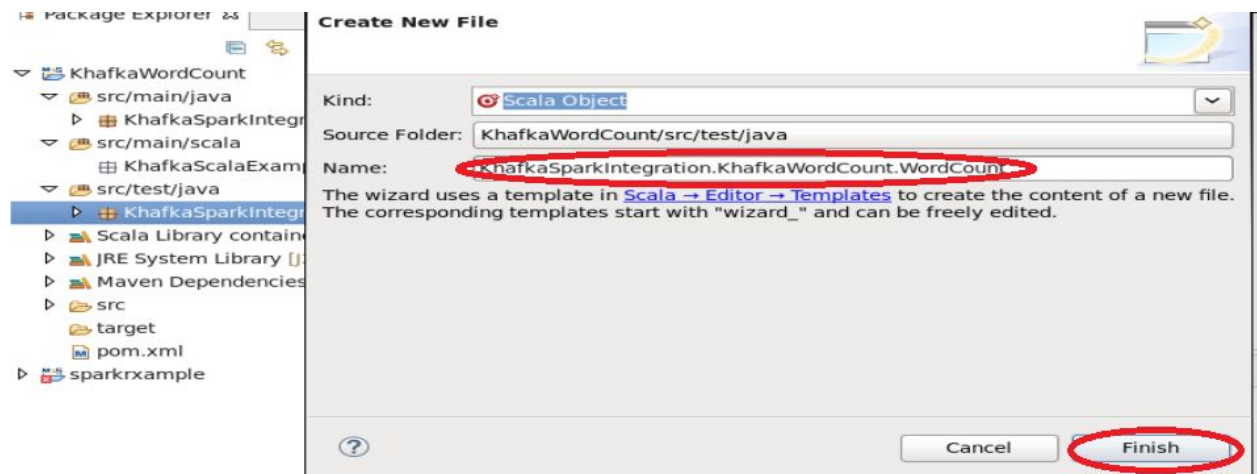 Package Explorer
KhafkaWordCount
src/main/java
KhafkaSparkIntegr
src/main/scala
KhafkaScalaExam
src/test/java
KhafkaSparkIntegr
Scala Library contain
JRE System Library [J
Maven Dependencies
src
target
pom.xml
sparkrxample
Create New File
Kind:
Scala Object
Source Folder:
KhafkaWordCount/src/test/java
Name:
KhafkaSparkIntegration.KhafkaWordCount.WordCount
The wizard uses a template in Scala → Editor → Templates to create the content of a new file.
The corresponding templates start with "wizard_" and can be freely edited.
Cancel
Finish